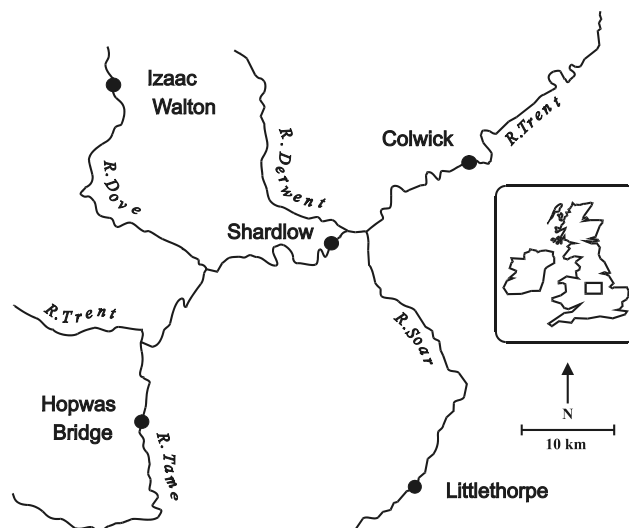 Izaac
Walton
R. Dove
R. Derwent
Colwick
R. Trent
Shardlow
R. Trent
R. Soar
Hopwas
Bridge
R. Tame
Littlethorpe
N
10 km